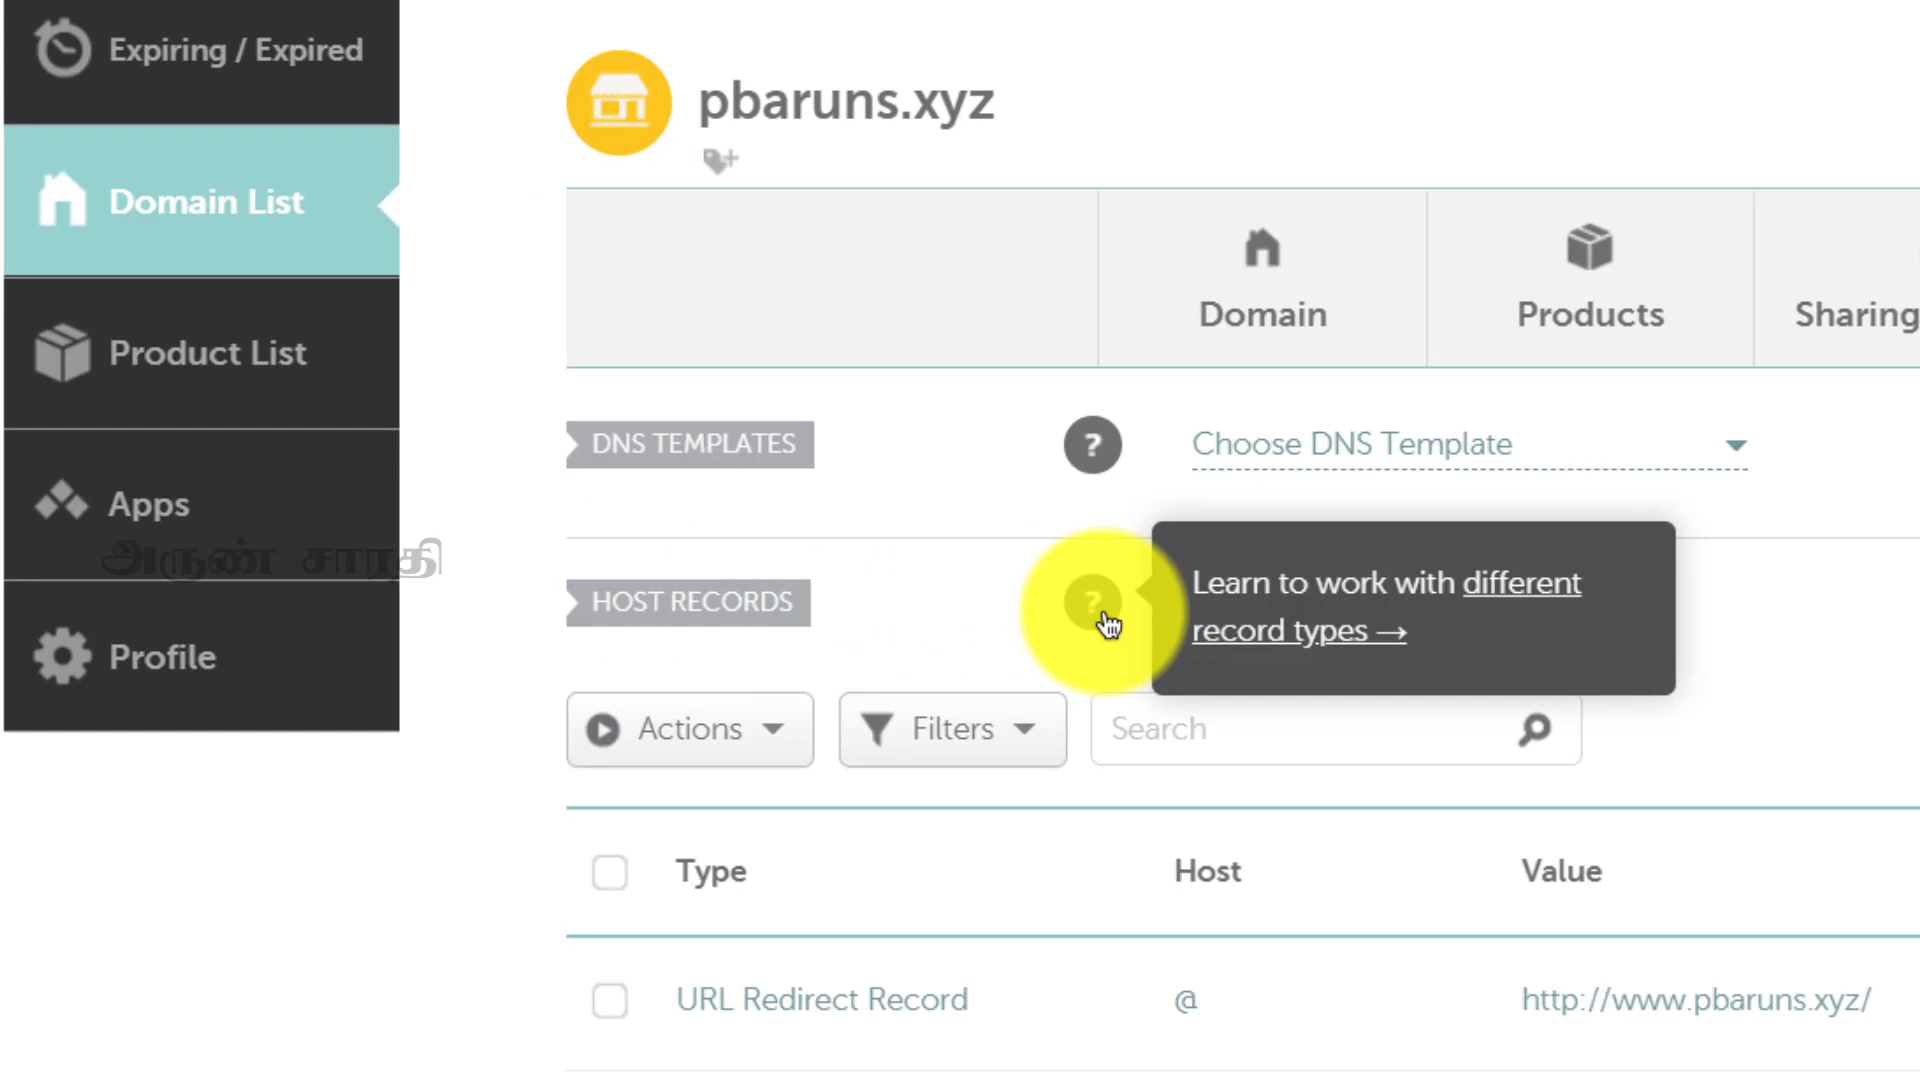 Expiring / Expired
pbaruns.xyz
Domain List
Domain
Products
Sharing
Product List
DNS TEMPLATES
?
Choose DNS Template
Apps
அருண் சாரதி
HOST RECORDS
?
Learn to work with different
record types →
Profile
Actions
Filters
Search
Type
Host
Value
URL Redirect Record
@
http://www.pbaruns.xyz/